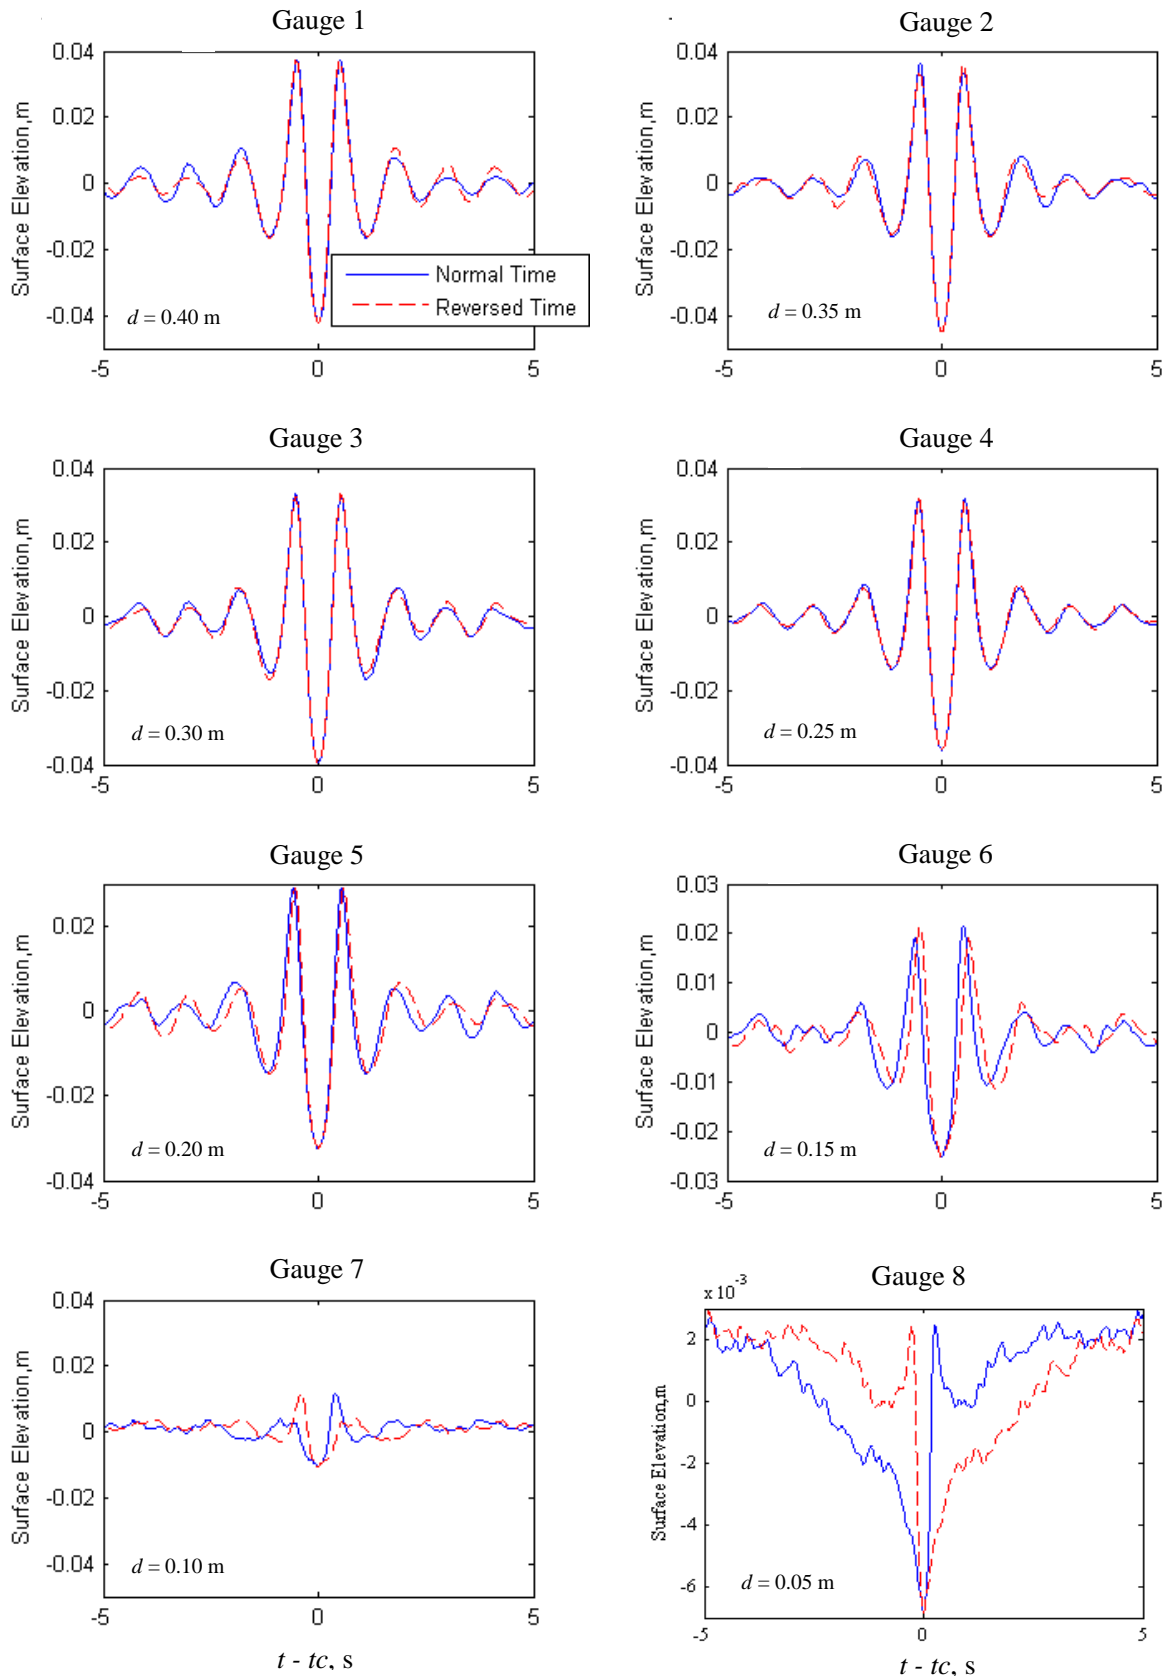 Gauge 1
Surface Elevation,m
0.04
0.02
0
-0.02
-0.04
d = 0.40 m
Normal Time
Reversed Time
-5
0
5
Gauge 2
Surface Elevation,m
0.04
0.02
0
-0.02
-0.04
d = 0.35 m
-5
0
5
Gauge 3
Surface Elevation,m
0.04
0.02
0
-0.02
-0.04
d = 0.30 m
-5
0
5
Gauge 4
Surface Elevation,m
0.04
0.02
0
-0.02
-0.04
d = 0.25 m
-5
0
5
Gauge 5
Surface Elevation,m
0.02
0
-0.02
-0.04
d = 0.20 m
-5
0
5
Gauge 6
Surface Elevation,m
0.03
0.02
0.01
0
-0.01
-0.02
-0.03
d = 0.15 m
-5
0
5
Gauge 7
Surface Elevation,m
0.04
0.02
0
-0.02
-0.04
d = 0.10 m
-5
0
5
t - tc, s
Gauge 8
x 10-3
Surface Elevation,m
2
0
-2
-4
-6
d = 0.05 m
-5
0
5
t - tc, s